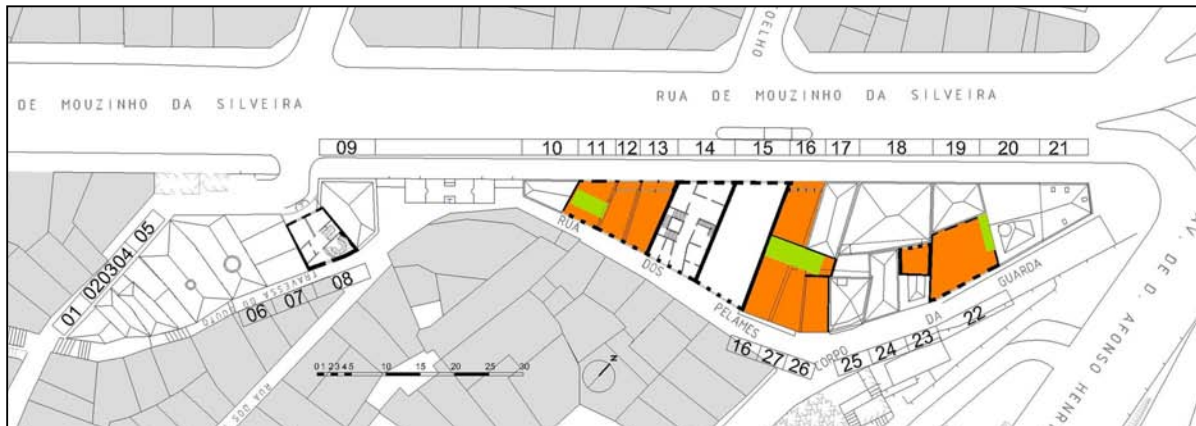 COELHO
DE MOUZINHO DA SILVEIRA
RUA DE MOUZINHO DA SILVEIRA
09 10 11 12 13 14 15 16 17 18 19 20 21
01 02 03 04 05
RUA DOS PELAMES
TRAVESSA DO SOUTO
06 07 08
16 27 26
CORPO DA GUARDA
25 24 23 22
AV. DE D. AFONSO HENR
RUA DOS
0 1 2 3 4 5 10 15 20 25 30
N